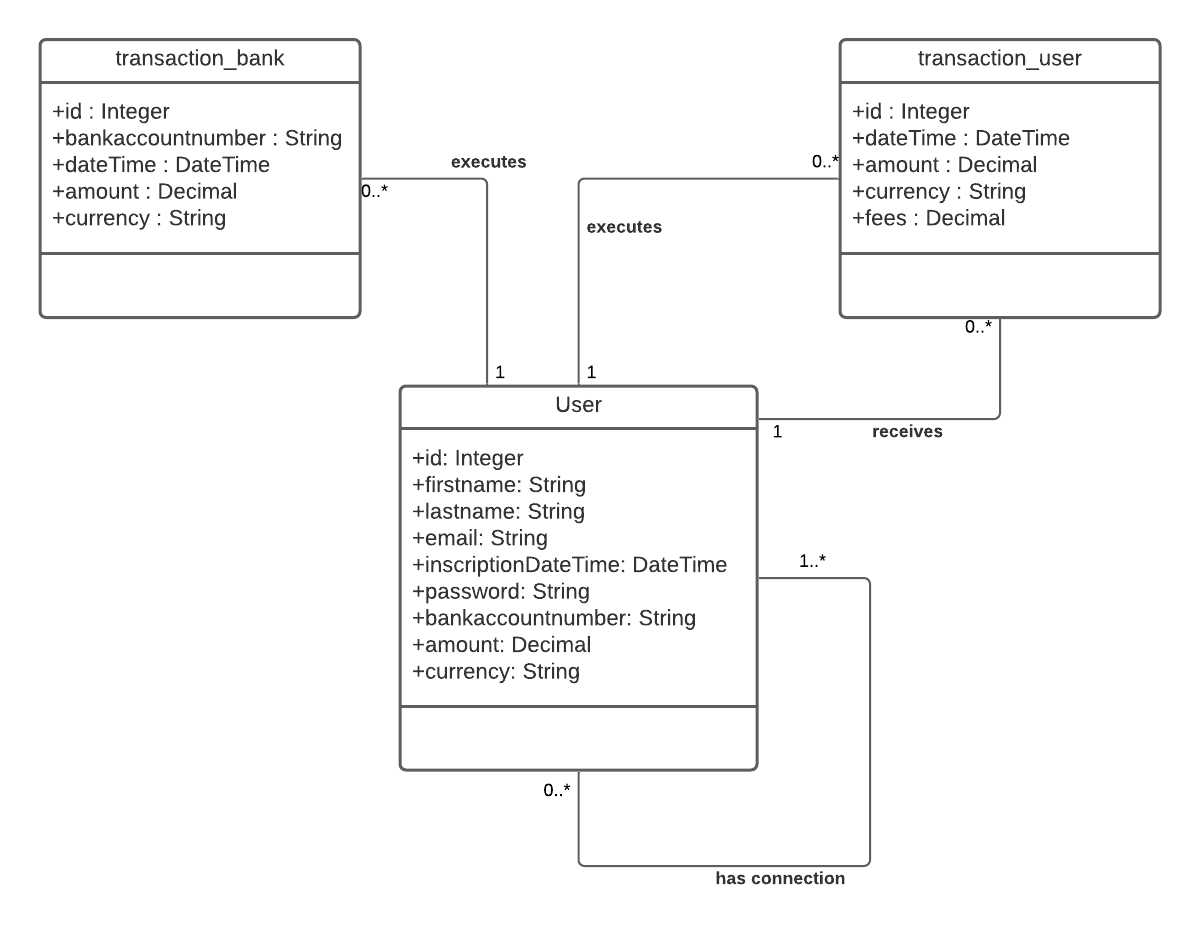 transaction_bank
+id : Integer
+bankaccountnumber : String
+dateTime : DateTime
+amount : Decimal
+currency : String
transaction_user
+id : Integer
+dateTime : DateTime
+amount : Decimal
+currency : String
+fees : Decimal
executes
0..*
0..*
executes
0..*
1
1
User
1
receives
+id: Integer
+firstname: String
+lastname: String
+email: String
+inscriptionDateTime: DateTime
+password: String
+bankaccountnumber: String
+amount: Decimal
+currency: String
1..*
0..*
has connection